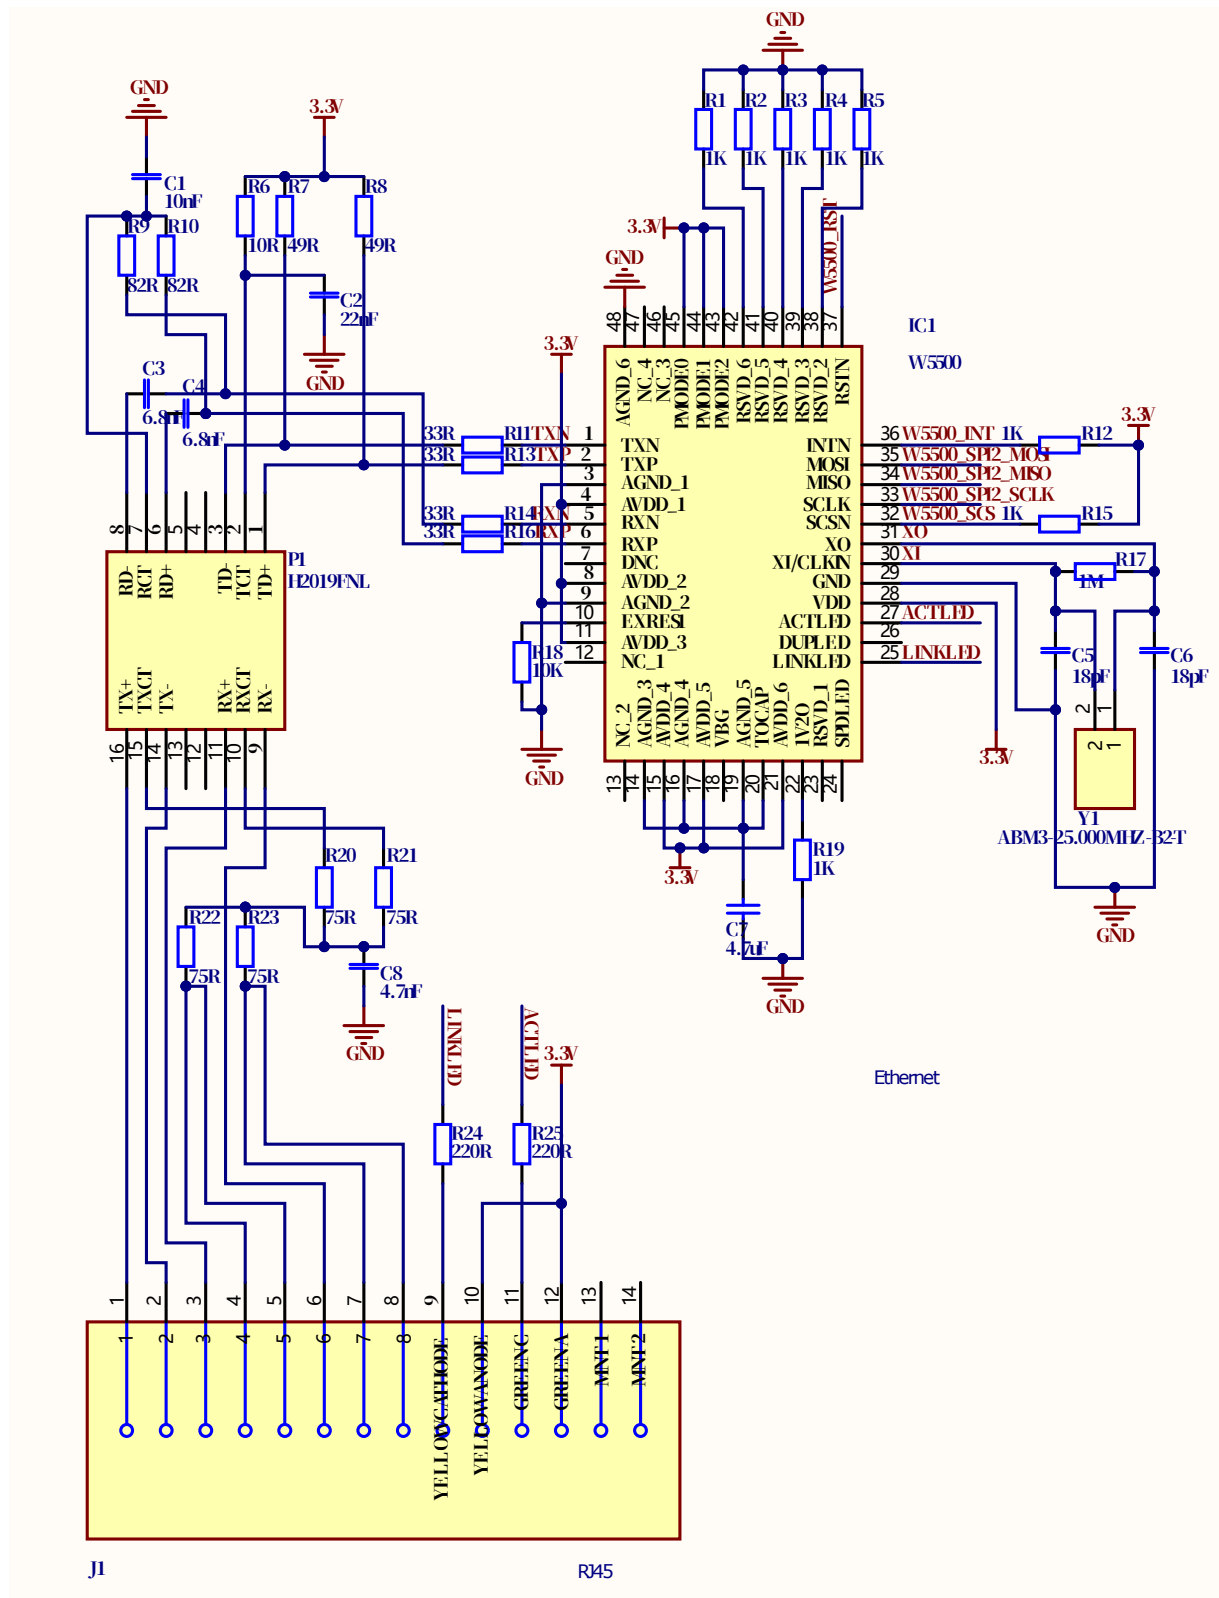 GND
GND
3.3V
R1
R2
R3
R4
R5
1K
1K
1K
1K
1K
C1
10nF
R6
R7
R8
R9
R10
10R
49R
49R
82R
82R
3.3V
W5500_RST
GND
C2
22nF
GND
48
47
46
45
44
43
42
41
40
39
38
37
IC1
W5500
3.3V
AGND_6
NC_4
NC_3
PMODE0
PMODE1
PMODE2
RSVD_6
RSVD_5
RSVD_4
RSVD_3
RSVD_2
RSTN
C3
6.8nF
C4
6.8nF
3.3V
33R R11 TXN 1 TXN
33R R13 TXP 2 TXP
3 AGND_1
4 AVDD_1
33R R14 RXN 5 RXN
33R R16 RXP 6 RXP
7 DNC
8 AVDD_2
9 AGND_2
10 EXRES1
11 AVDD_3
12 NC_1
INTN 36 W5500_INT 1K R12
MOSI 35 W5500_SPI2_MOSI
MISO 34 W5500_SPI2_MISO
SCLK 33 W5500_SPI2_SCLK
SCSN 32 W5500_SCS 1K R15
XO 31 XO
XI/CLKIN 30 XI
GND 29
VDD 28
ACTLED 27 ACTLED
DUPLED 26
LINKLED 25 LINKLED
R17
1M
C5
18pF
C6
18pF
R18
10K
GND
8
7
6
5
4
3
2
1
P1
H2019FNL
RD-
RCT
RD+
TD-
TCT
TD+
TX+
TXCT
TX-
RX+
RXCT
RX-
16
15
14
13
12
11
10
9
NC_2
AGND_3
AVDD_4
AGND_4
AVDD_5
VBG
AGND_5
TOCAP
AVDD_6
1V2O
RSVD_1
SPDLED
13
14
15
16
17
18
19
20
21
22
23
24
3.3V
2
1
2
1
Y1
ABM3-25.000MHZ-B2-T
GND
3.3V
R19
1K
C7
4.7uF
GND
R20
R21
75R
75R
R22
R23
75R
75R
C8
4.7nF
GND
LINKLED
ACTLED
3.3V
Ethernet
R24
220R
R25
220R
1
2
3
4
5
6
7
8
9
10
11
12
13
14
1
2
3
4
5
6
7
8
YELLOWCATHODE
YELLOWANODE
GREENC
GREENA
MNT1
MNT2
J1
RJ45